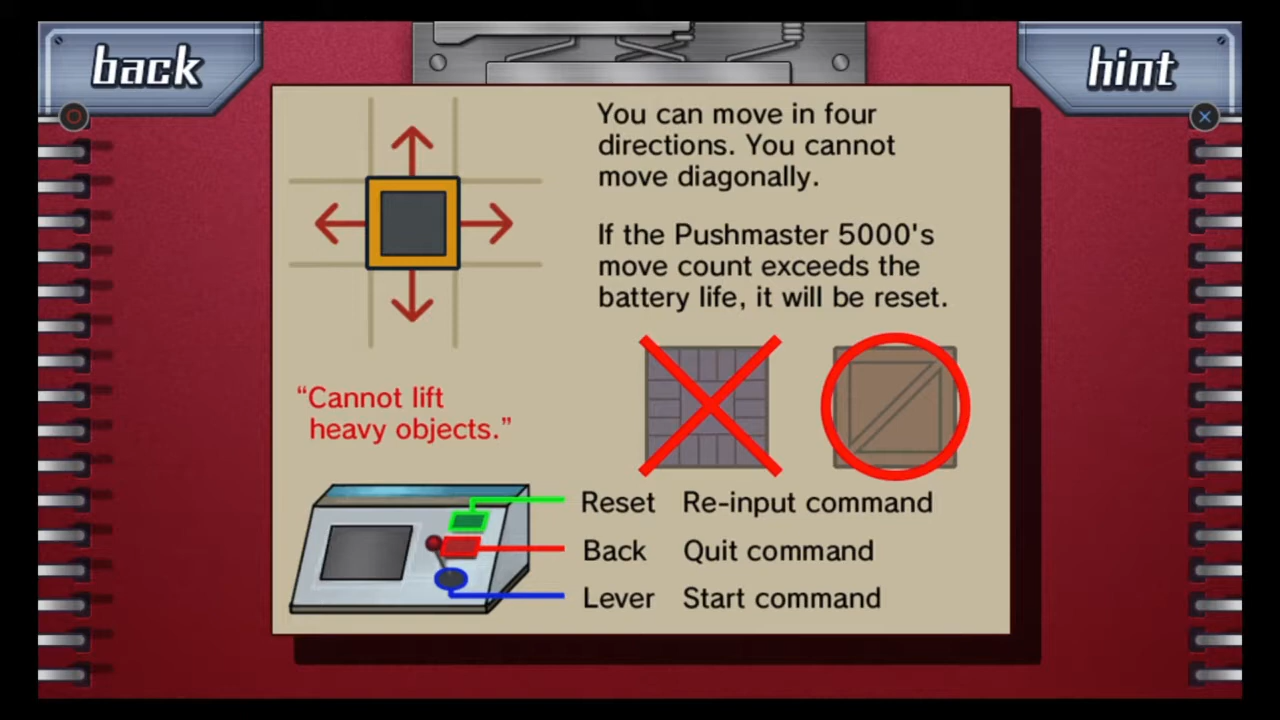 back
hint
You can move in four
directions. You cannot
move diagonally.
If the Pushmaster 5000's
move count exceeds the
battery life, it will be reset.
“Cannot lift
heavy objects.”
Reset Re-input command
Back Quit command
Lever Start command